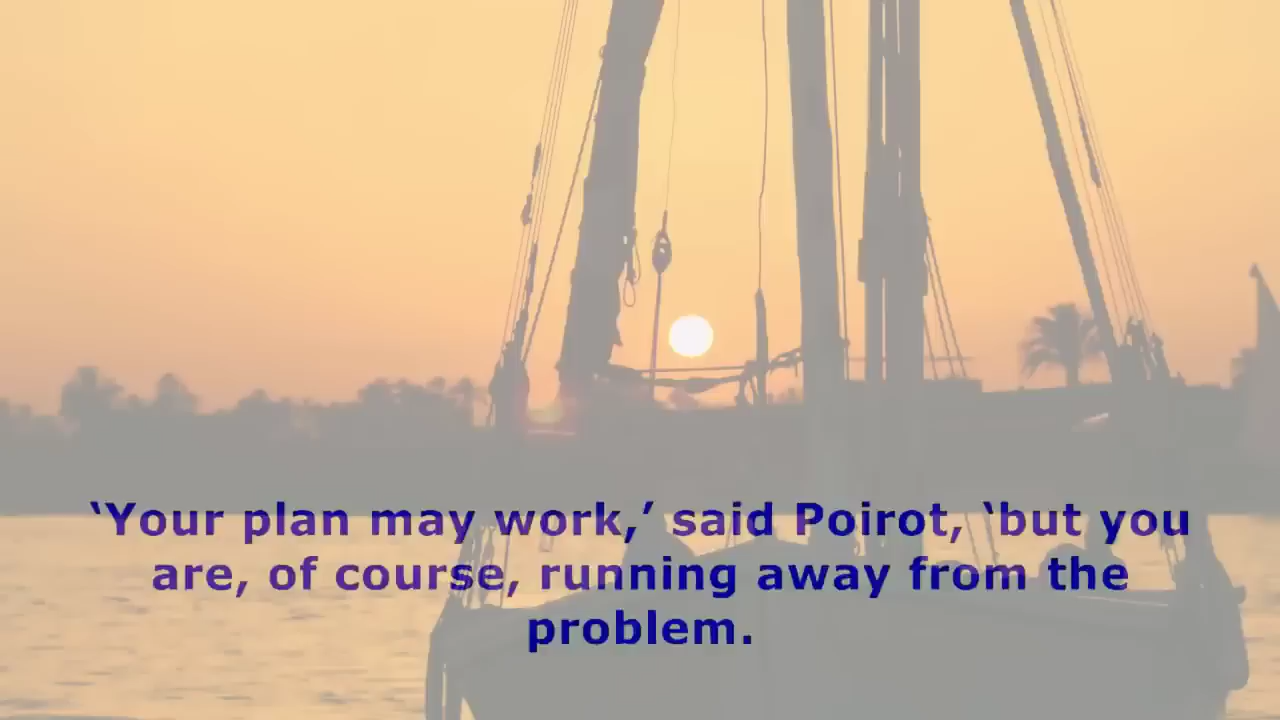 ‘Your plan may work,’ said Poirot, ‘but you
are, of course, running away from the
problem.